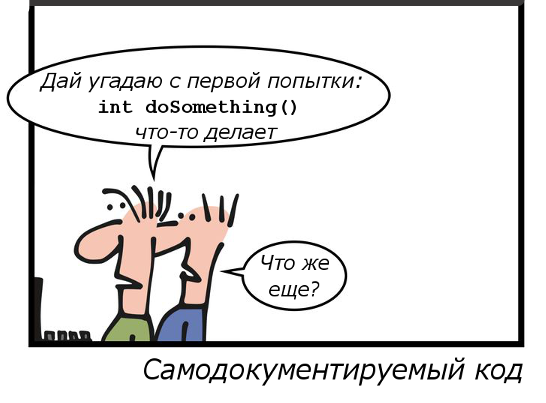 Дай угадаю с первой попытки:
int doSomething()
что-то делает
Что же
еще?
Самодокументируемый код